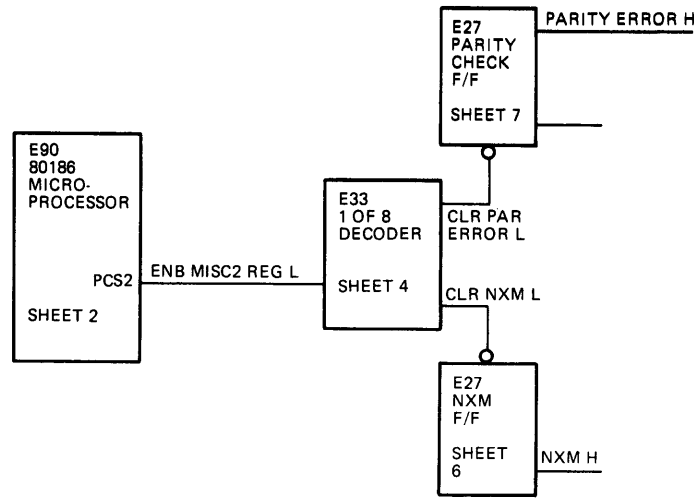 E27
PARITY
CHECK
F/F
SHEET 7
PARITY ERROR H
E90
80186
MICRO-
PROCESSOR
PCS2
SHEET 2
ENB MISC2 REG L
E33
1 OF 8
DECODER
SHEET 4
CLR PAR
ERROR L
CLR NXM L
E27
NXM
F/F
SHEET
6
NXM H